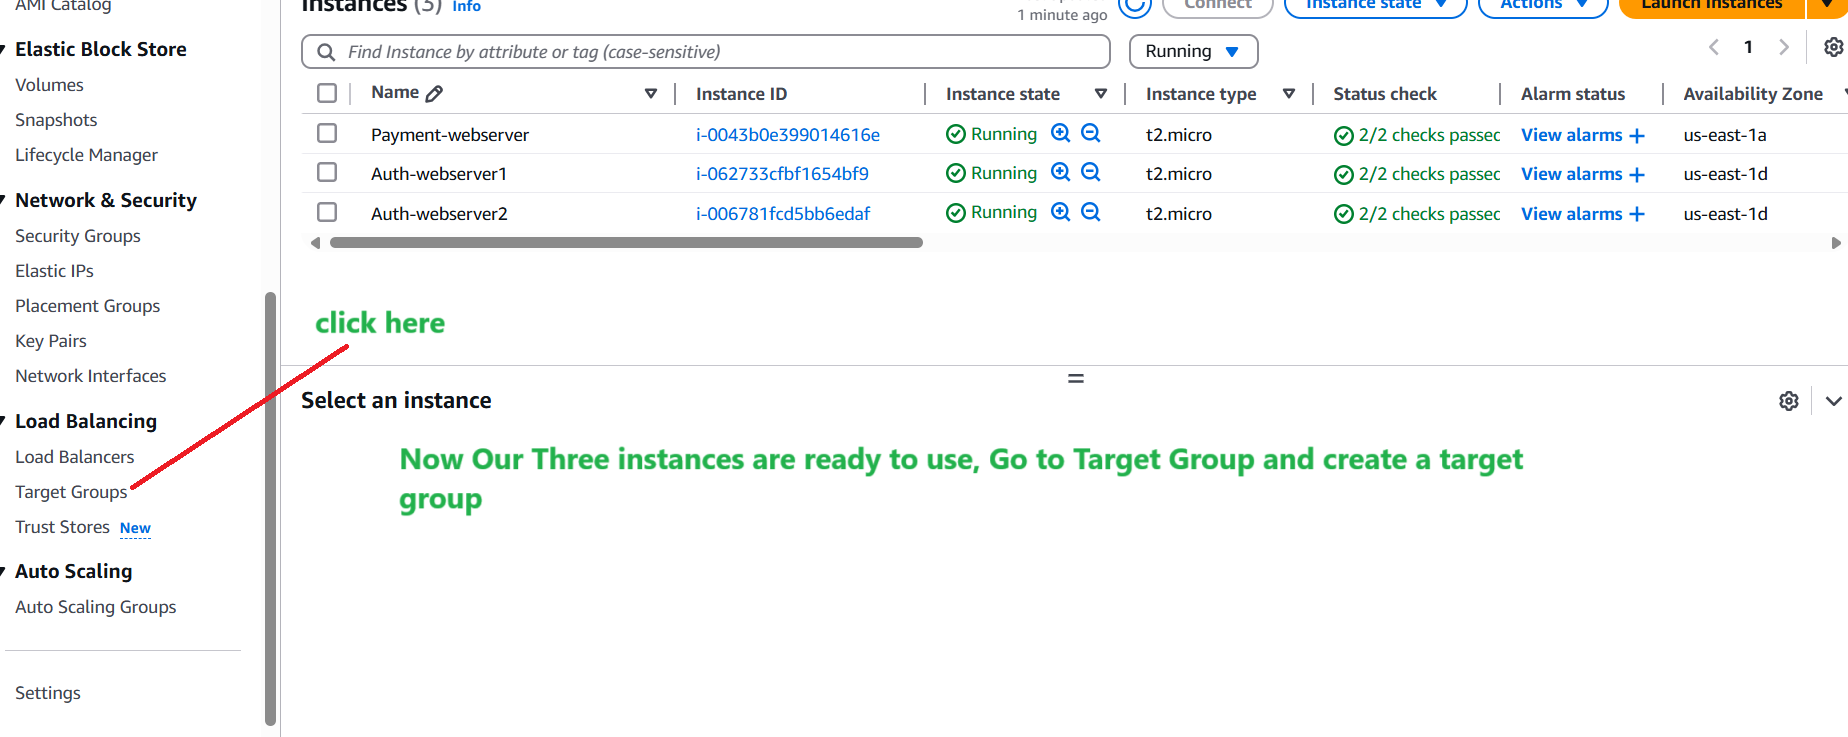 AMI Catalog
Elastic Block Store
Volumes
Snapshots
Lifecycle Manager
Network & Security
Security Groups
Elastic IPs
Placement Groups
Key Pairs
Network Interfaces
Load Balancing
Load Balancers
Target Groups
Trust Stores New
Auto Scaling
Auto Scaling Groups
Settings
Instances (3) Info
1 minute ago
Connect
Instance state
Actions
Launch instances
Find Instance by attribute or tag (case-sensitive)
Running
1
Name Instance ID Instance state Instance type Status check Alarm status Availability Zone
Payment-webserver i-0043b0e399014616e Running t2.micro 2/2 checks passed View alarms + us-east-1a
Auth-webserver1 i-062733cfbf1654bf9 Running t2.micro 2/2 checks passed View alarms + us-east-1d
Auth-webserver2 i-006781fcd5bb6edaf Running t2.micro 2/2 checks passed View alarms + us-east-1d
click here
Select an instance
Now Our Three instances are ready to use, Go to Target Group and create a target
group